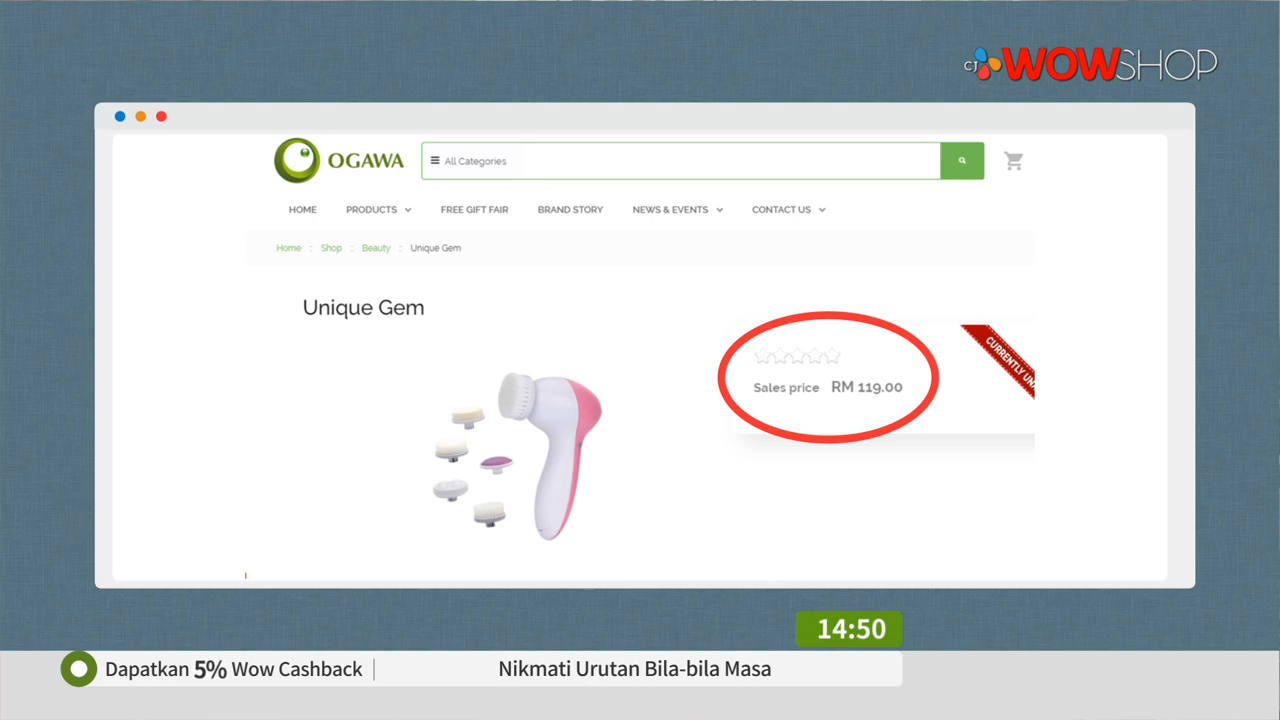 CJ WOWSHOP
OGAWA
All Categories
HOME PRODUCTS FREE GIFT FAIR BRAND STORY NEWS & EVENTS CONTACT US
Home :: Shop :: Beauty :: Unique Gem
Unique Gem
CURRENTLY UN
Sales price RM 119.00
14:50
Dapatkan 5% Wow Cashback | Nikmati Urutan Bila-bila Masa